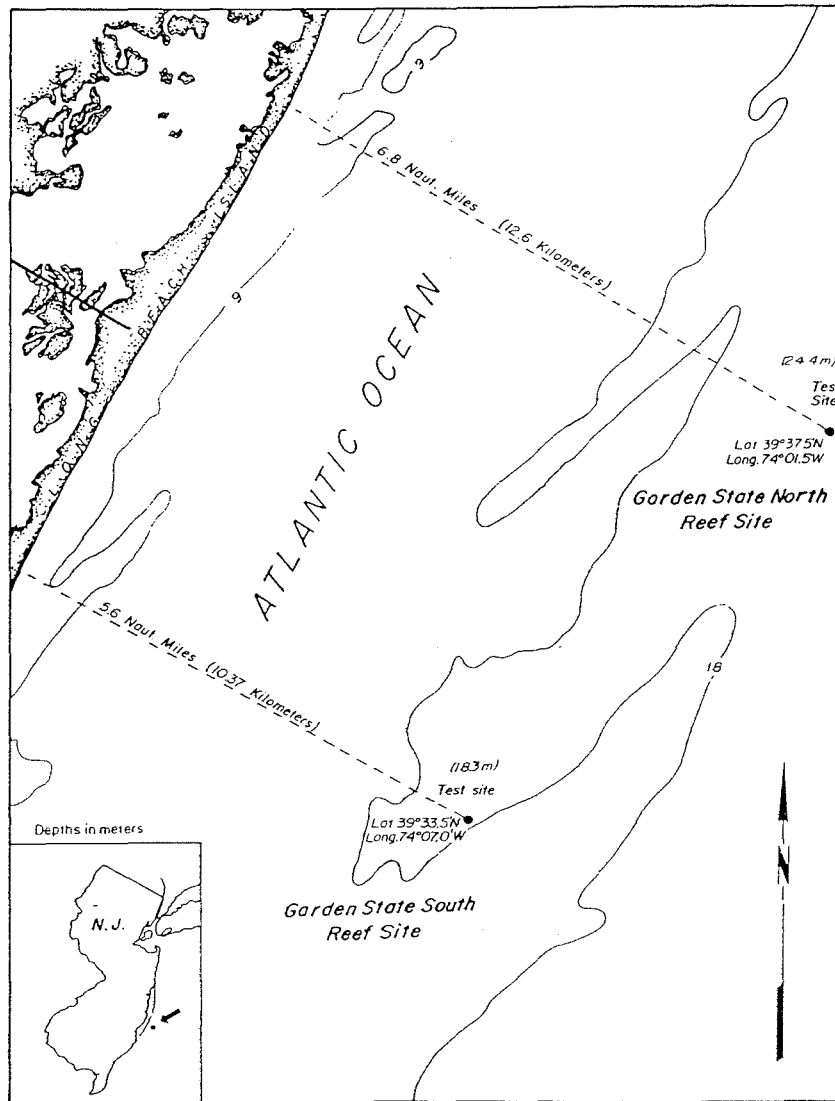 9
6.8 Naut. Miles (12.6 Kilometers)
LONG BEACH ISLAND
9
ATLANTIC OCEAN
(24.4m)
Test
Site
Lat 39°37.5'N
Long. 74°01.5'W
Garden State North
Reef Site
5.6 Naut. Miles (10.37 Kilometers)
18
(18.3m)
Test site
Lat 39°33.5'N
Long. 74°07.0'W
Depths in meters
Garden State South
Reef Site
N.J.
N